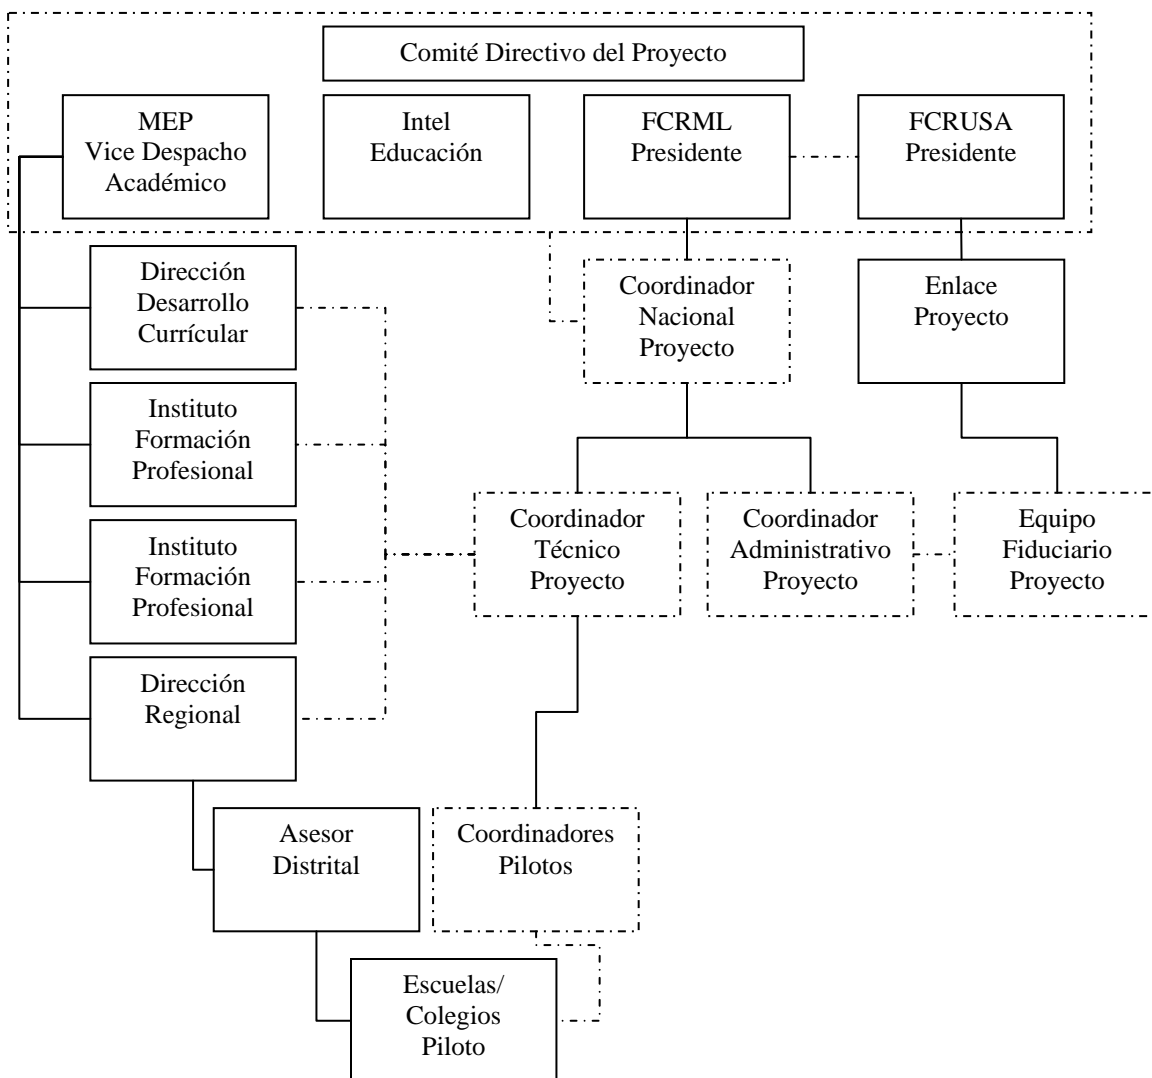 Comité Directivo del Proyecto
MEP
Vice Despacho
Académico
Intel
Educación
FCRML
Presidente
FCRUSA
Presidente
Dirección
Desarrollo
Currícular
Coordinador
Nacional
Proyecto
Enlace
Proyecto
Instituto
Formación
Profesional
Coordinador
Técnico
Proyecto
Coordinador
Administrativo
Proyecto
Equipo
Fiduciario
Proyecto
Instituto
Formación
Profesional
Dirección
Regional
Asesor
Distrital
Coordinadores
Pilotos
Escuelas/
Colegios
Piloto